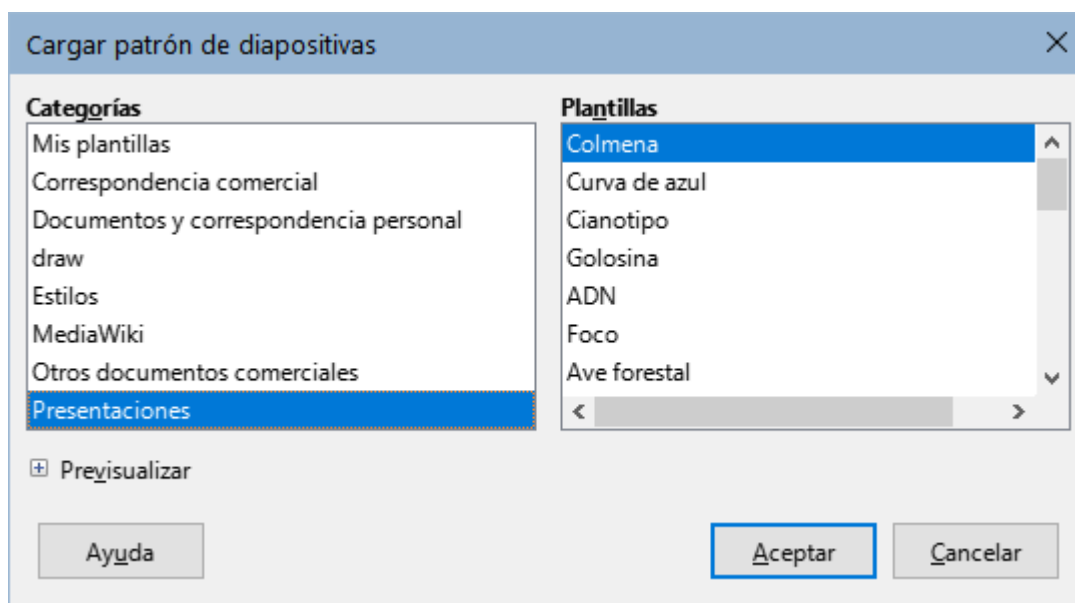 Cargar patrón de diapositivas
Categorías
Mis plantillas
Correspondencia comercial
Documentos y correspondencia personal
draw
Estilos
MediaWiki
Otros documentos comerciales
Presentaciones
Plantillas
Colmena
Curva de azul
Cianotipo
Golosina
ADN
Foco
Ave forestal
Previsualizar
Ayuda
Aceptar
Cancelar